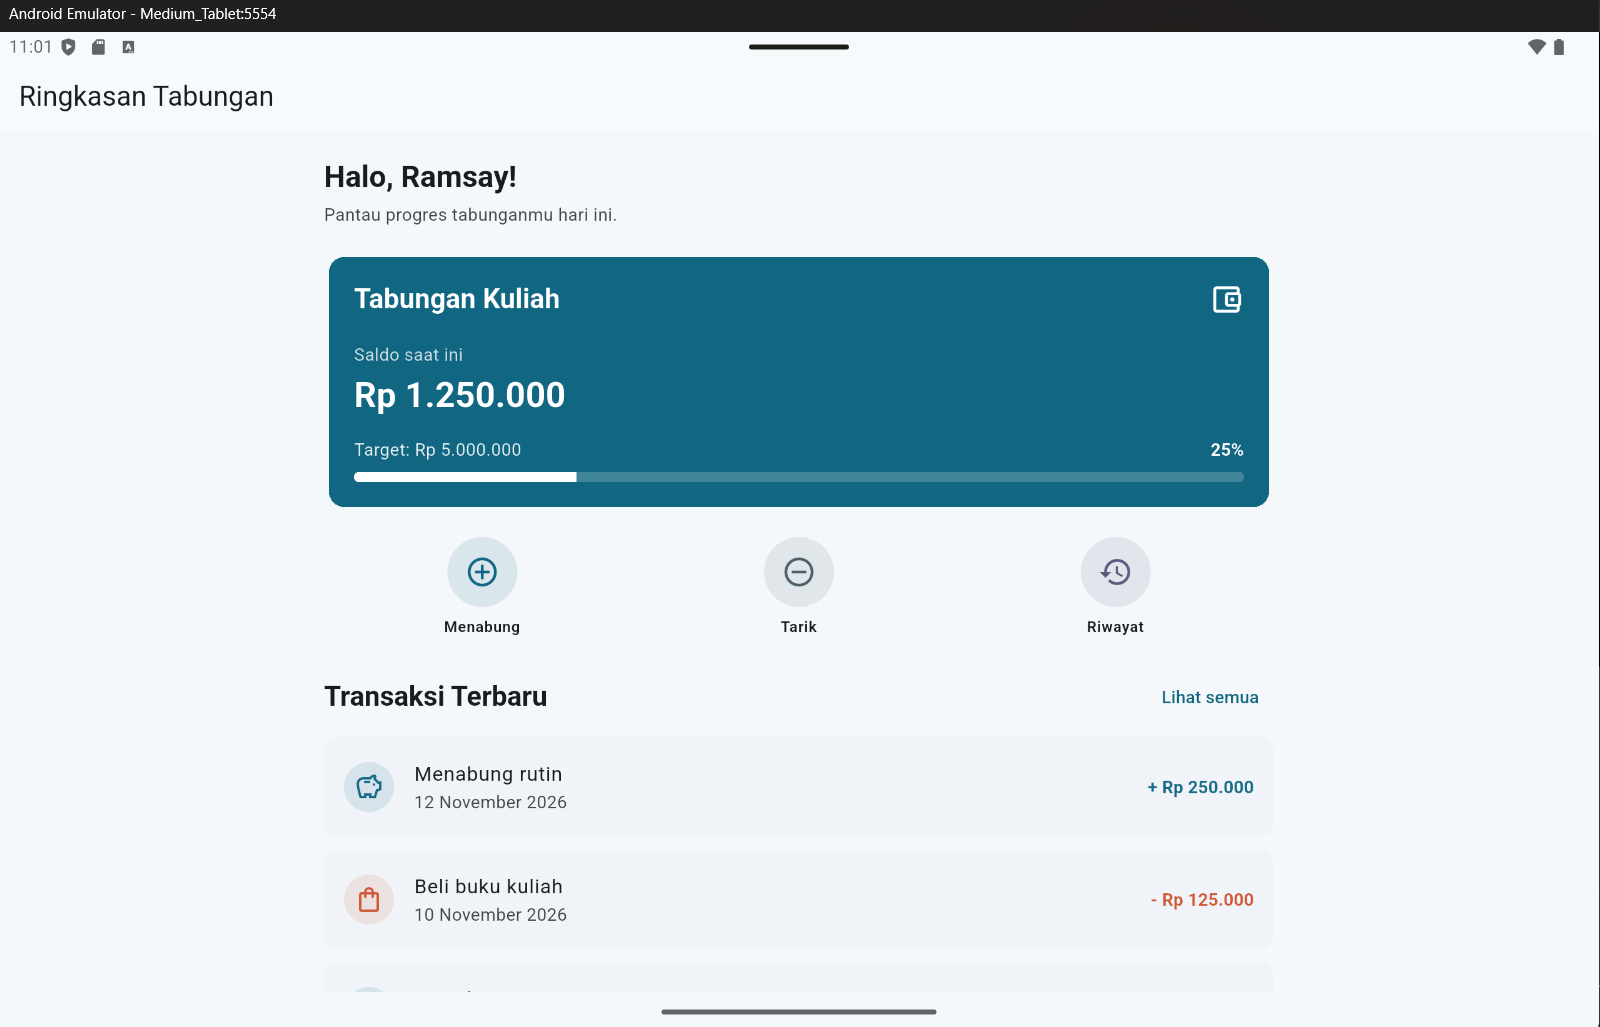 Android Emulator - Medium_Tablet:5554
11:01
Ringkasan Tabungan
Halo, Ramsay!
Pantau progres tabunganmu hari ini.
Tabungan Kuliah
Saldo saat ini
Rp 1.250.000
Target: Rp 5.000.000 25%
Menabung Tarik Riwayat
Transaksi Terbaru Lihat semua
Menabung rutin
12 November 2026
+ Rp 250.000
Beli buku kuliah
10 November 2026
- Rp 125.000